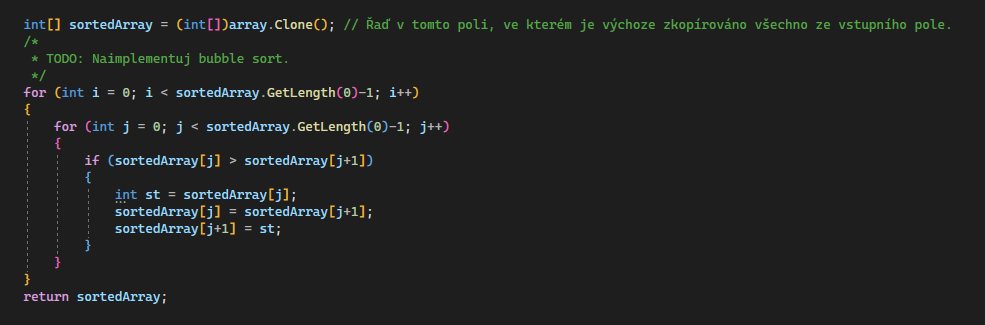 int[] sortedArray = (int[])array.Clone(); // Řaď v tomto poli, ve kterém je výchoze zkopírováno všechno ze vstupního pole.
/*
 * TODO: Naimplementuj bubble sort.
 */
for (int i = 0; i < sortedArray.GetLength(0)-1; i++)
{
    for (int j = 0; j < sortedArray.GetLength(0)-1; j++)
    {
        if (sortedArray[j] > sortedArray[j+1])
        {
            int st = sortedArray[j];
            sortedArray[j] = sortedArray[j+1];
            sortedArray[j+1] = st;
        }
    }
}
return sortedArray;